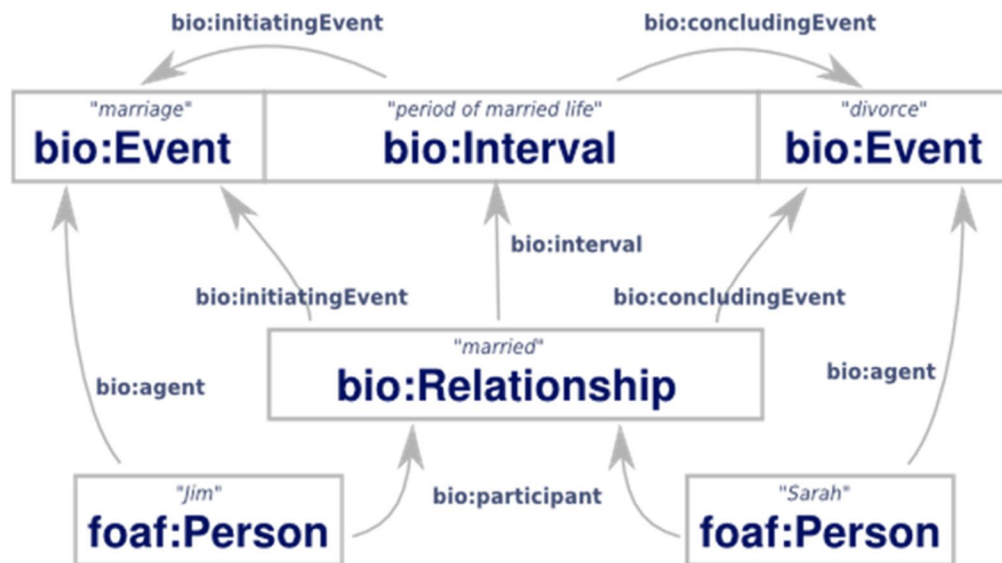 bio:initiatingEvent
bio:concludingEvent
"marriage"
bio:Event
"period of married life"
bio:Interval
"divorce"
bio:Event
bio:interval
bio:initiatingEvent
bio:concludingEvent
"married"
bio:Relationship
bio:agent
bio:agent
"Jim"
foaf:Person
bio:participant
"Sarah"
foaf:Person